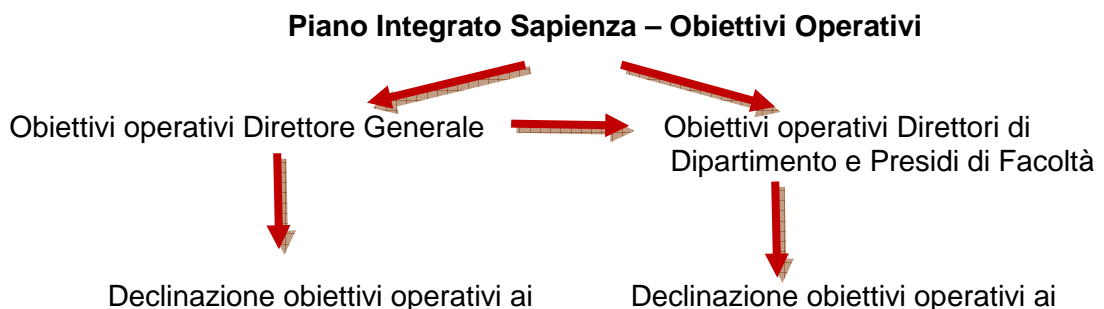 Piano Integrato Sapienza – Obiettivi Operativi
Obiettivi operativi Direttore Generale
Obiettivi operativi Direttori di
Dipartimento e Presidi di Facoltà
Declinazione obiettivi operativi ai
Declinazione obiettivi operativi ai